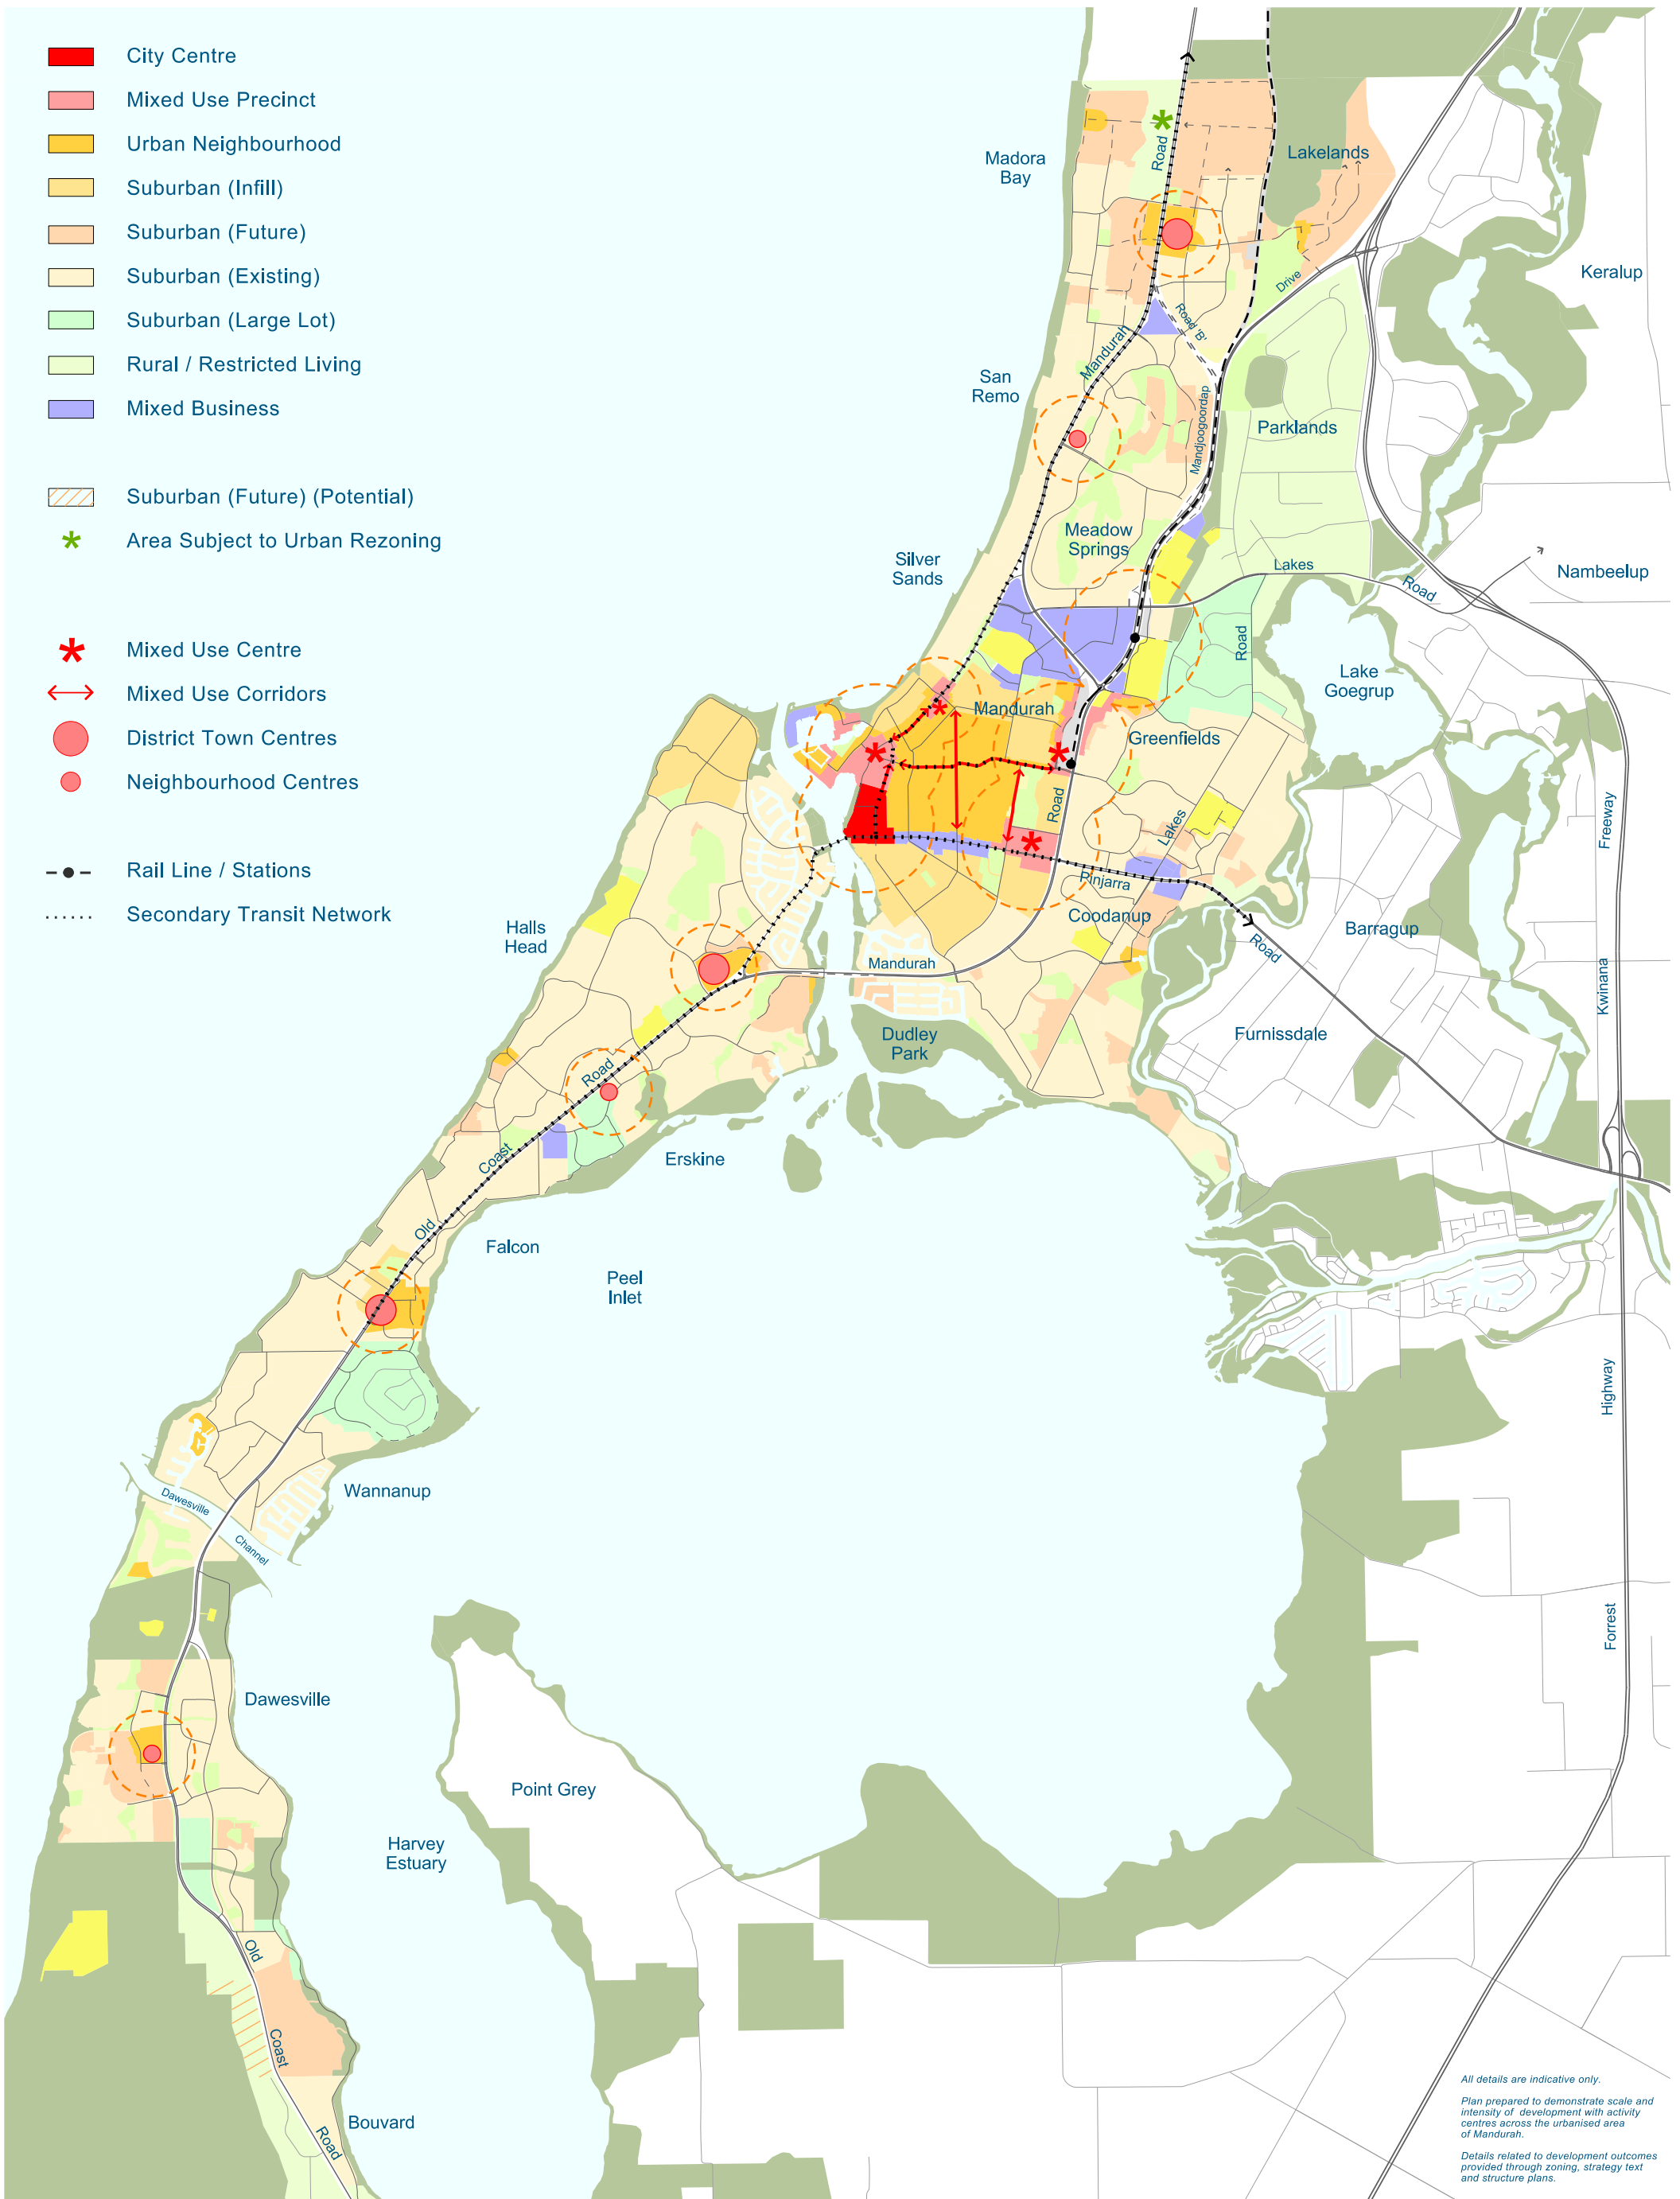 City Centre
Mixed Use Precinct
Urban Neighbourhood
Suburban (Infill)
Suburban (Future)
Suburban (Existing)
Suburban (Large Lot)
Rural / Restricted Living
Mixed Business
Suburban (Future) (Potential)
Area Subject to Urban Rezoning
Mixed Use Centre
Mixed Use Corridors
District Town Centres
Neighbourhood Centres
Rail Line / Stations
Secondary Transit Network
Madora
Bay
Road
Lakelands
Keralup
Drive
Road 'B'
Mandurah
San
Remo
Mandjoogoordap
Parklands
Meadow
Springs
Silver
Sands
Lakes
Road
Nambeelup
Road
Lake
Goegrup
Mandurah
Greenfields
Road
Lakes
Freeway
Pinjarra
Coodanup
Road
Barragup
Halls
Head
Mandurah
Kwinana
Dudley
Park
Furnissdale
Road
Coast
Erskine
Old
Falcon
Peel
Inlet
Highway
Wannanup
Dawesville
Channel
Forrest
Dawesville
Point Grey
Harvey
Estuary
Old
Coast
Road
Bouvard
All details are indicative only.
Plan prepared to demonstrate scale and
intensity of development with activity
centres across the urbanised area
of Mandurah.
Details related to development outcomes
provided through zoning, strategy text
and structure plans.